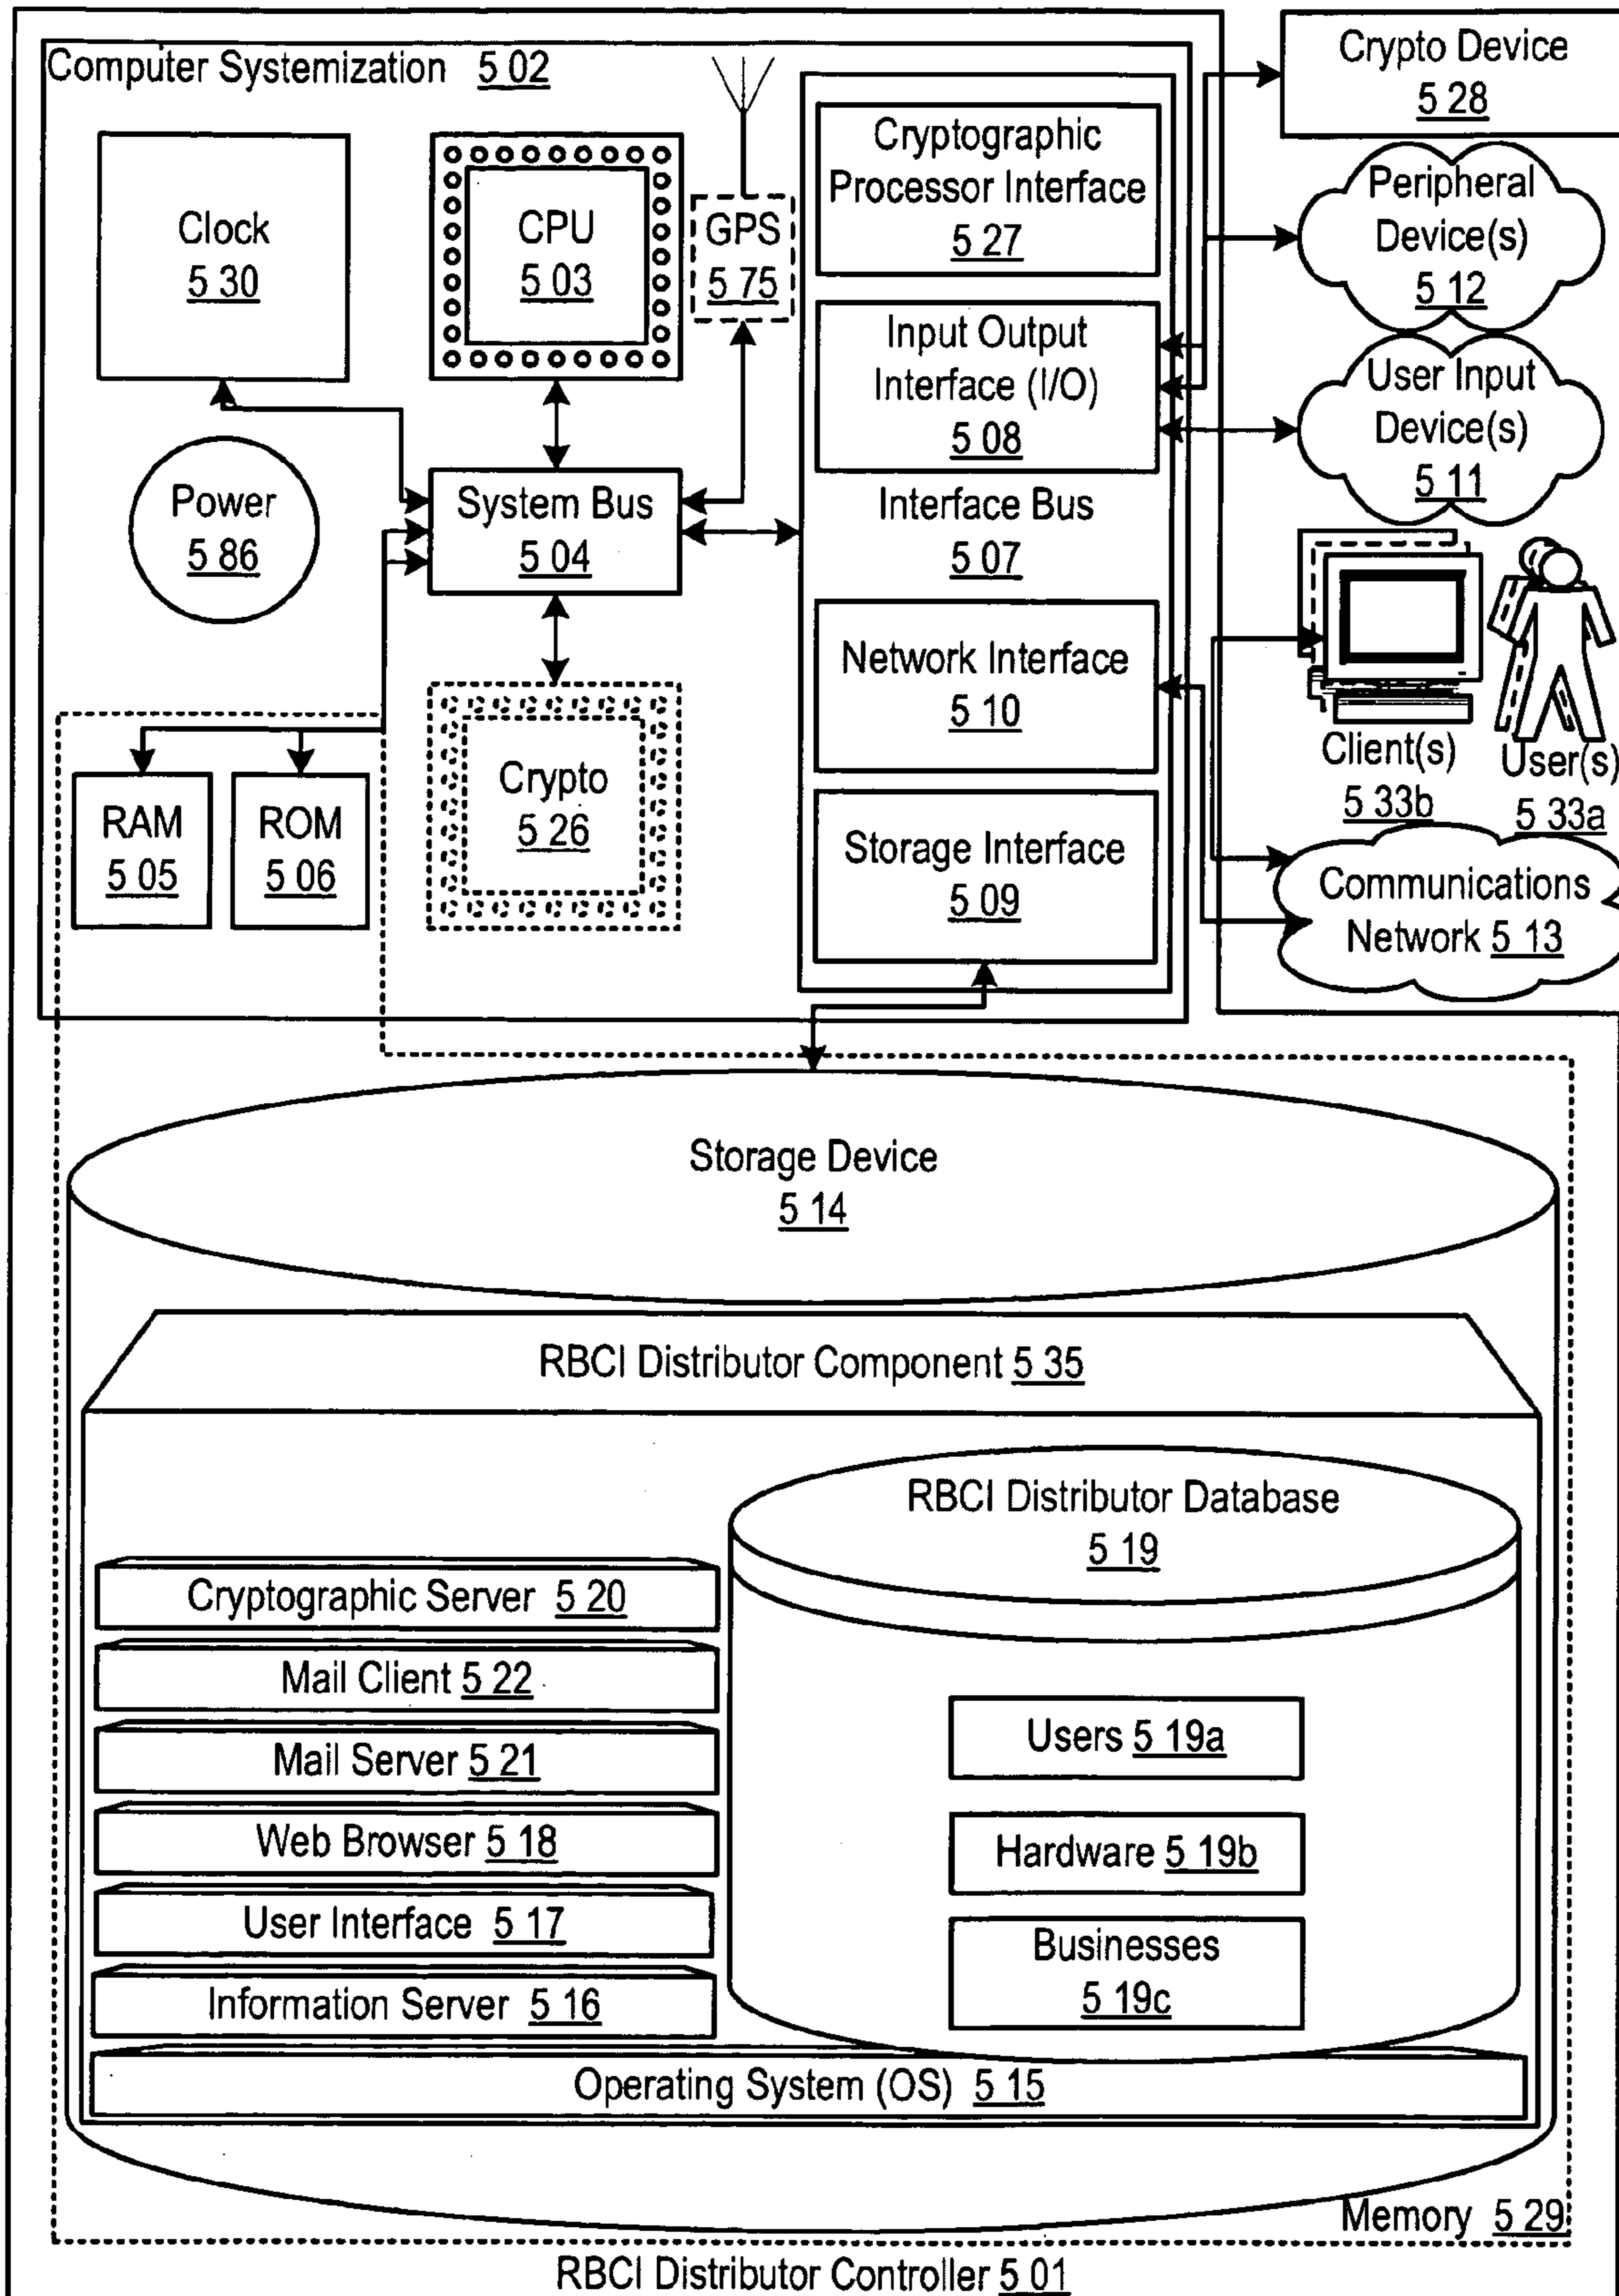 Computer Systemization 5 02
Clock
5 30
CPU
5 03
GPS
5 75
Power
5 86
System Bus
5 04
RAM
5 05
ROM
5 06
Crypto
5 26
Cryptographic
Processor Interface
5 27
Input Output
Interface (I/O)
5 08
Interface Bus
5 07
Network Interface
5 10
Storage Interface
5 09
Crypto Device
5 28
Peripheral
Device(s)
5 12
User Input
Device(s)
5 11
Client(s)
5 33b
User(s)
5 33a
Communications
Network 5 13
Storage Device
5 14
RBCI Distributor Component 5 35
RBCI Distributor Database
5 19
Cryptographic Server 5 20
Mail Client 5 22
Mail Server 5 21
Web Browser 5 18
User Interface 5 17
Information Server 5 16
Users 5 19a
Hardware 5 19b
Businesses
5 19c
Operating System (OS) 5 15
Memory 5 29
RBCI Distributor Controller 5 01